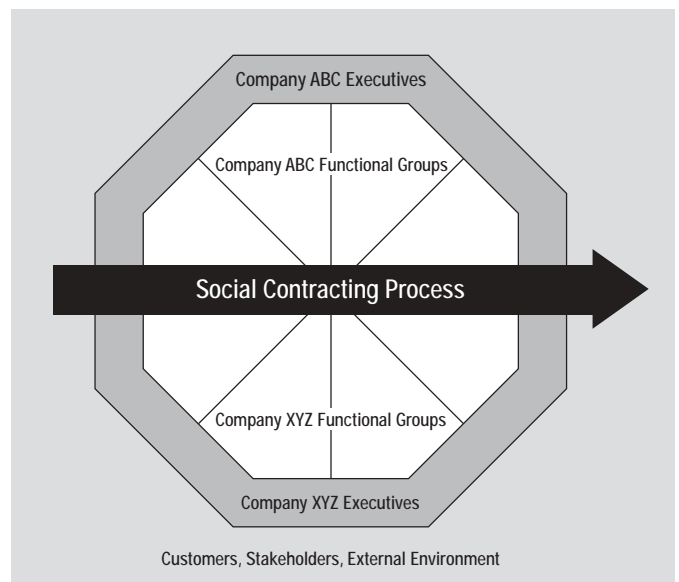 Company ABC Executives
Company ABC Functional Groups
Social Contracting Process
Company XYZ Functional Groups
Company XYZ Executives
Customers, Stakeholders, External Environment